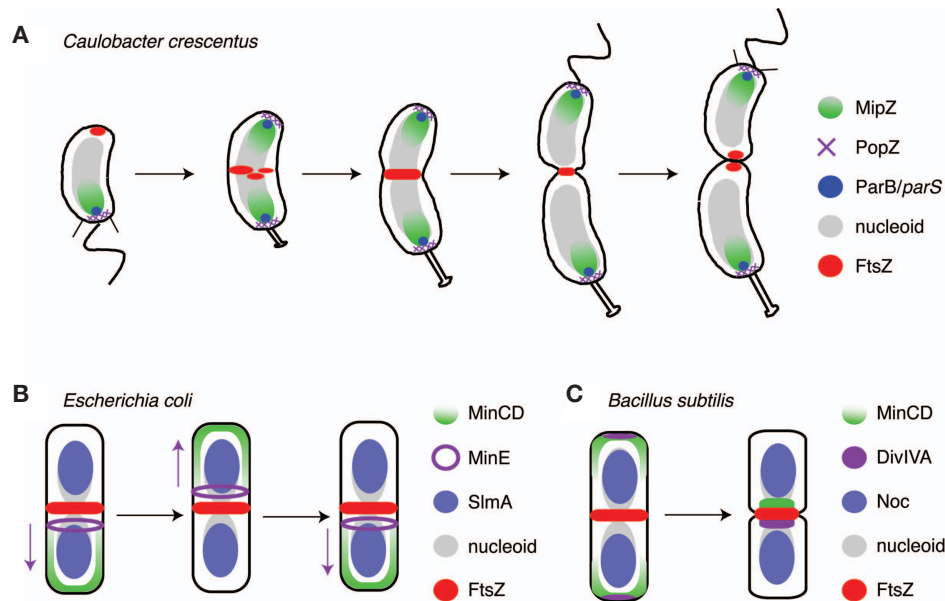 A
Caulobacter crescentus
MipZ
PopZ
ParB/parS
nucleoid
FtsZ
B
Escherichia coli
MinCD
MinE
SlmA
nucleoid
FtsZ
C
Bacillus subtilis
MinCD
DivIVA
Noc
nucleoid
FtsZ